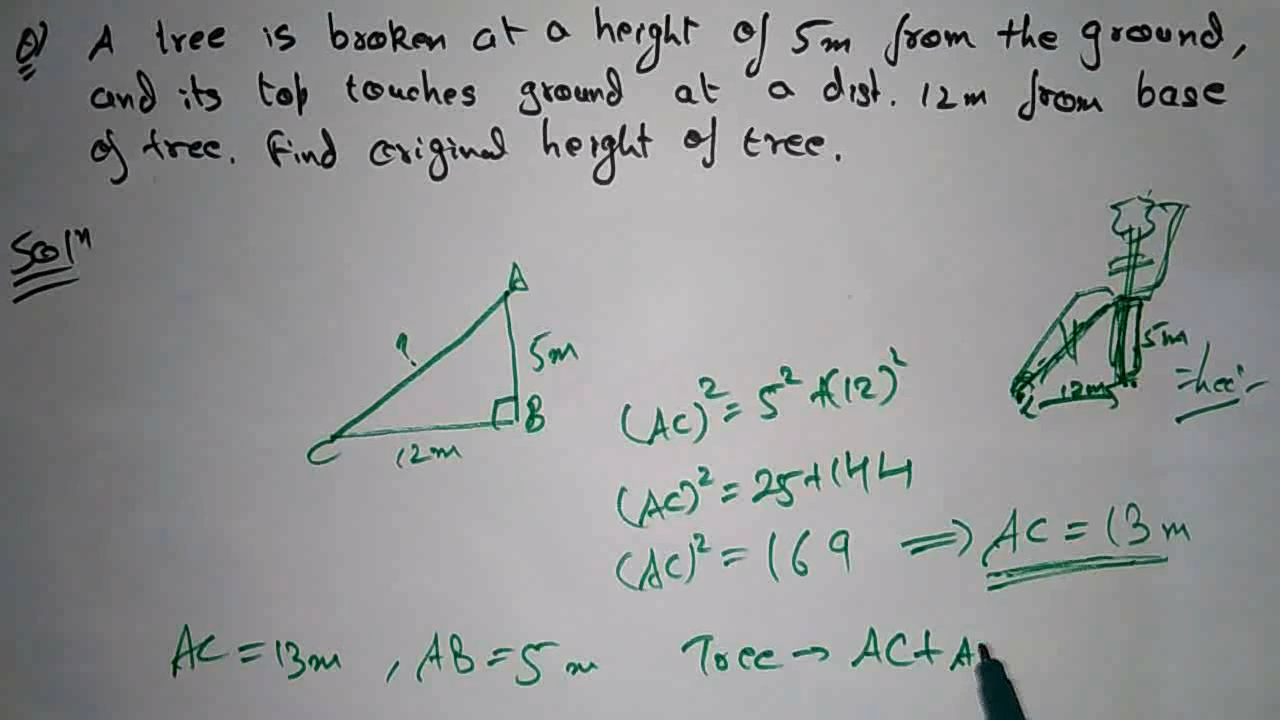 Q) A tree is broken at a height of 5m from the ground,
and its top touches ground at a dist. 12m from base
of tree. Find original height of tree.
Solⁿ
A
?
5m
B
C
12m
5m
12m
(AC)² = 5² + (12)²
(AC)² = 25+144
(AC)² = 169 ⟹ AC = 13m
AC = 13m , AB = 5m Tree → AC + A